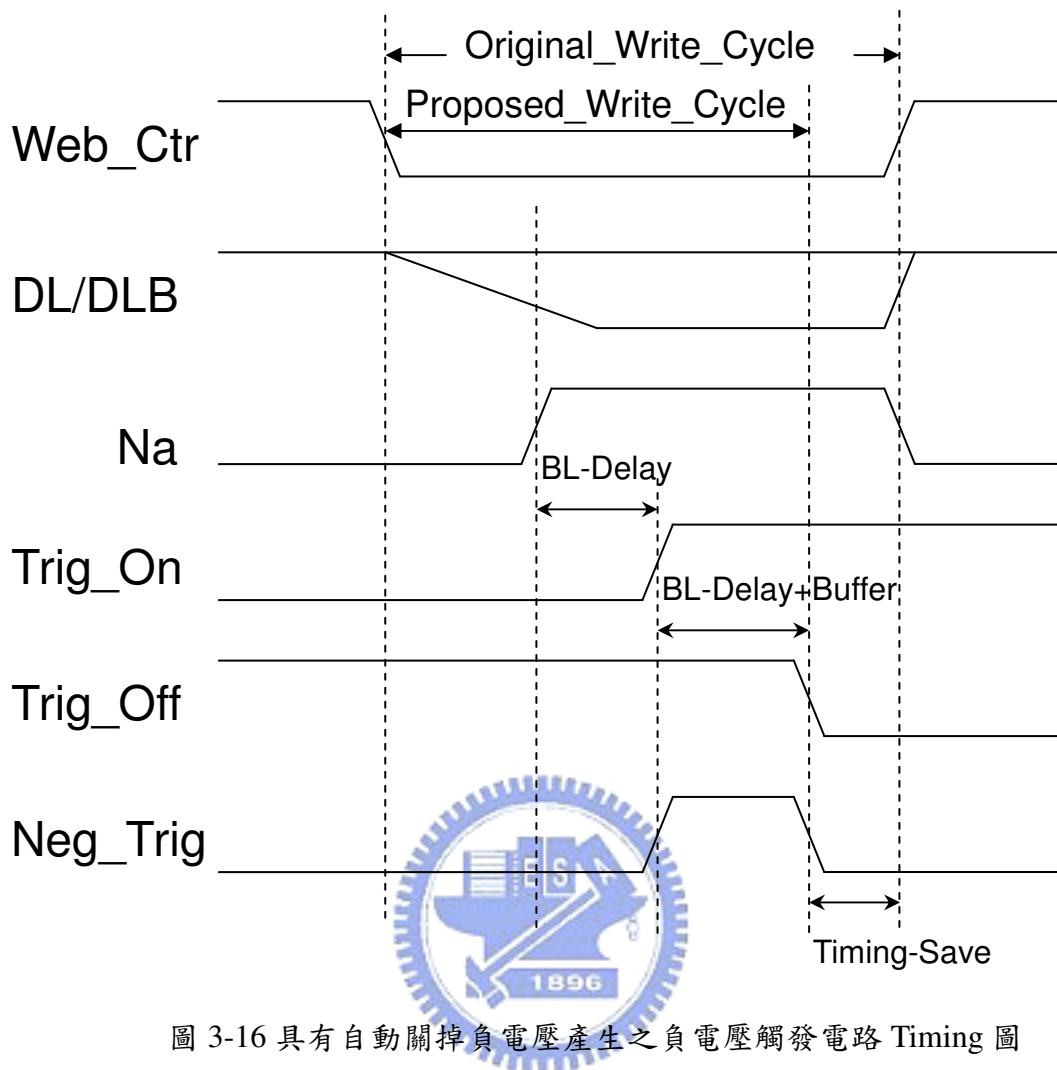 Original_Write_Cycle
Proposed_Write_Cycle
Web_Ctr
DL/DLB
Na
BL-Delay
Trig_On
BL-Delay+Buffer
Trig_Off
Neg_Trig
E S A
1896
Timing-Save
圖 3-16 具有自動關掉負電壓產生之負電壓觸發電路 Timing 圖